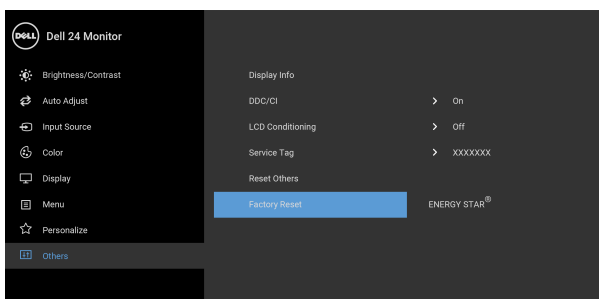 DELL Dell 24 Monitor
Brightness/Contrast Display Info
Auto Adjust DDC/CI On
Input Source LCD Conditioning Off
Color Service Tag XXXXXXX
Display Reset Others
Menu Factory Reset ENERGY STAR®
Personalize
Others